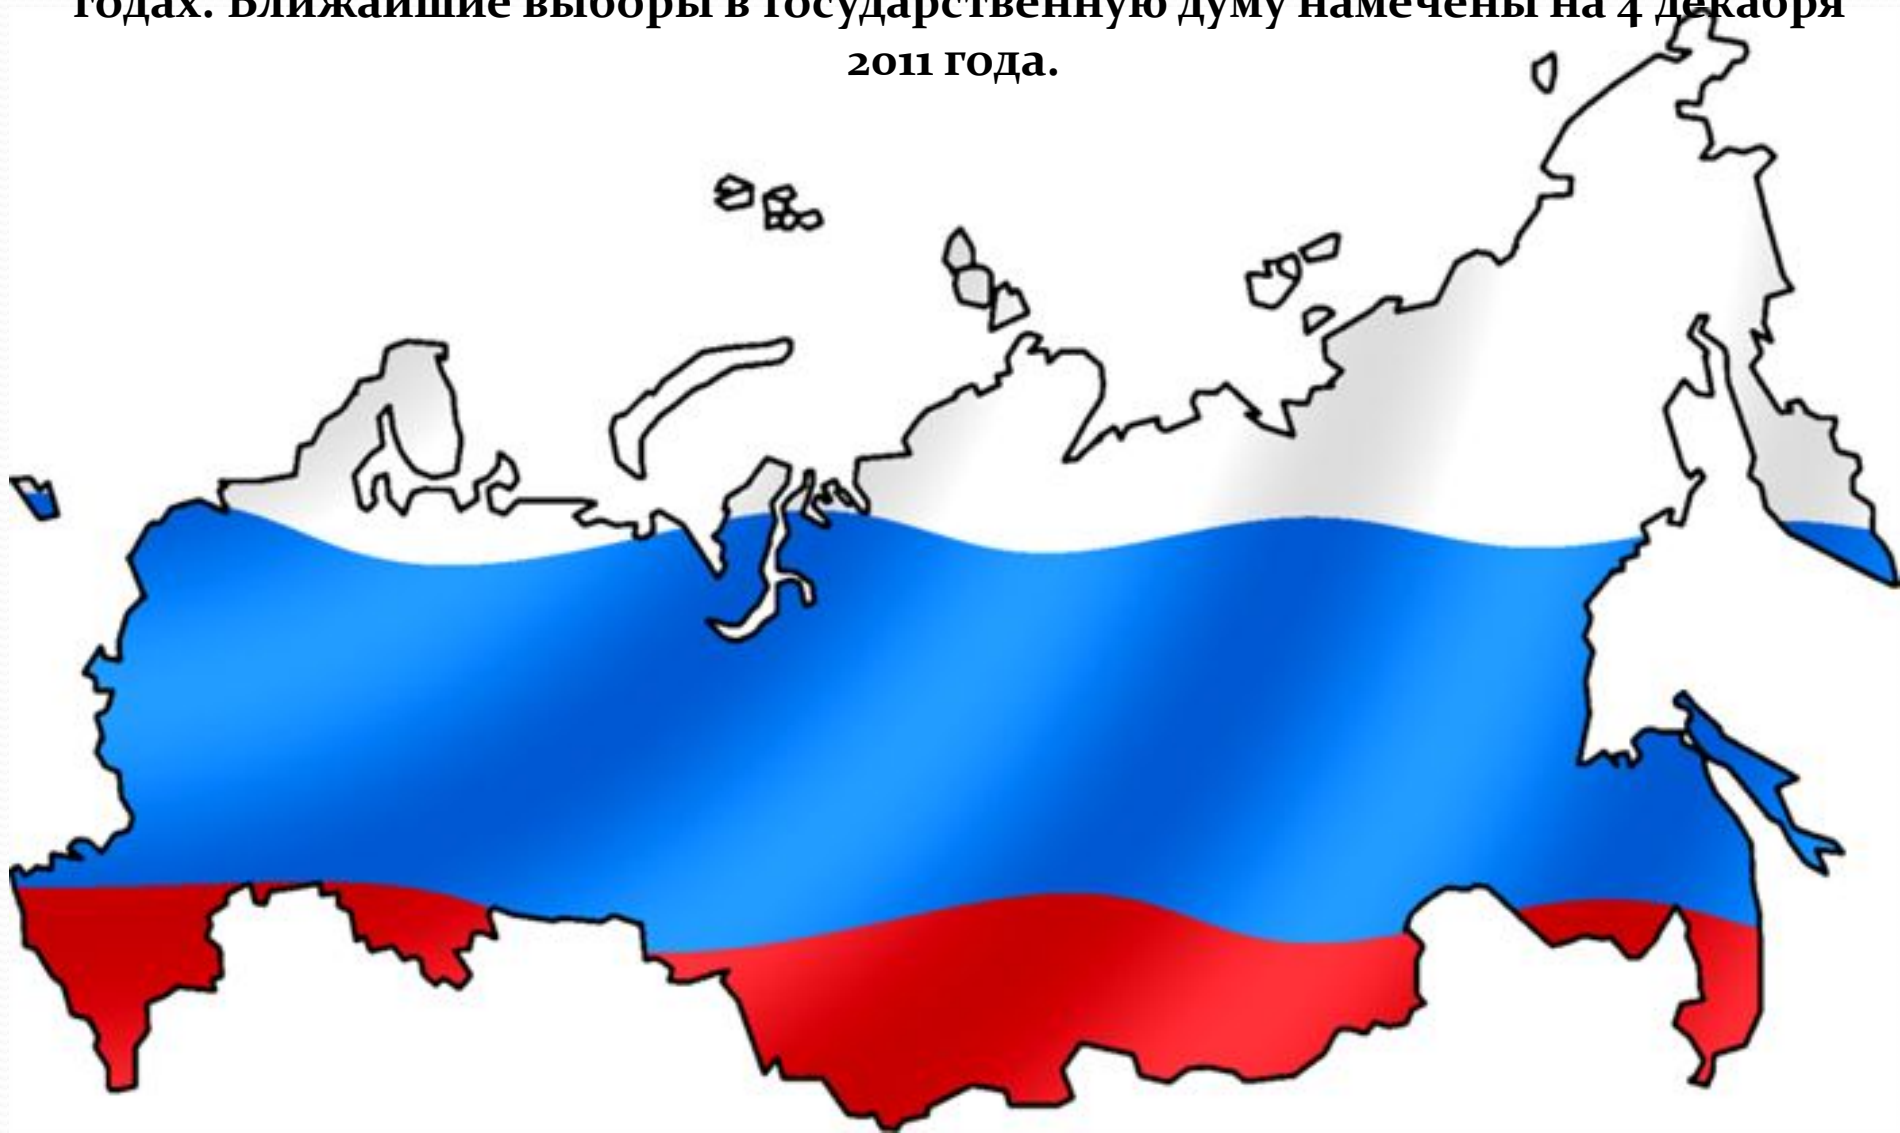 годах. Ближайшие выборы в Государственную думу намечены на 4 декабря
2011 года.